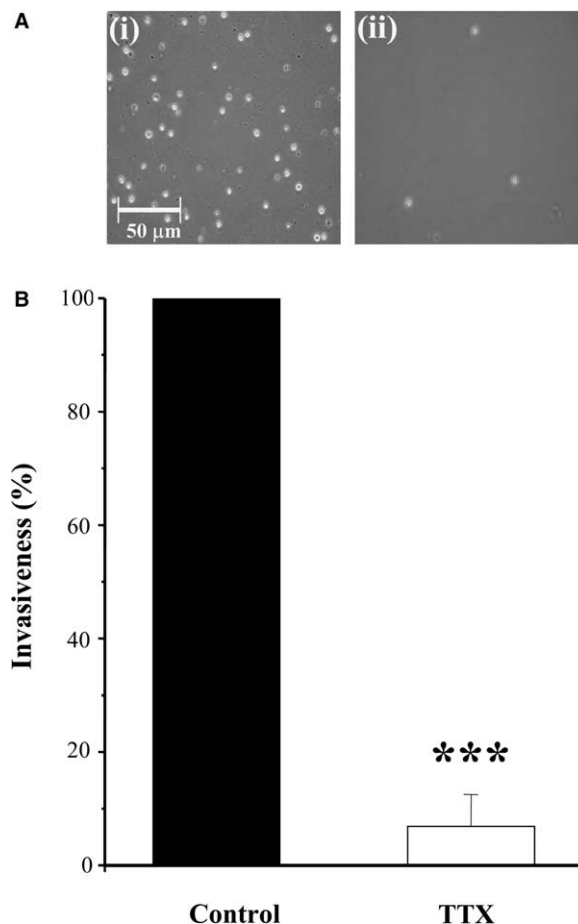 A
(i)
(ii)
50 μm
B
100
80
60
40
20
0
Invasiveness (%)
***
Control
TTX